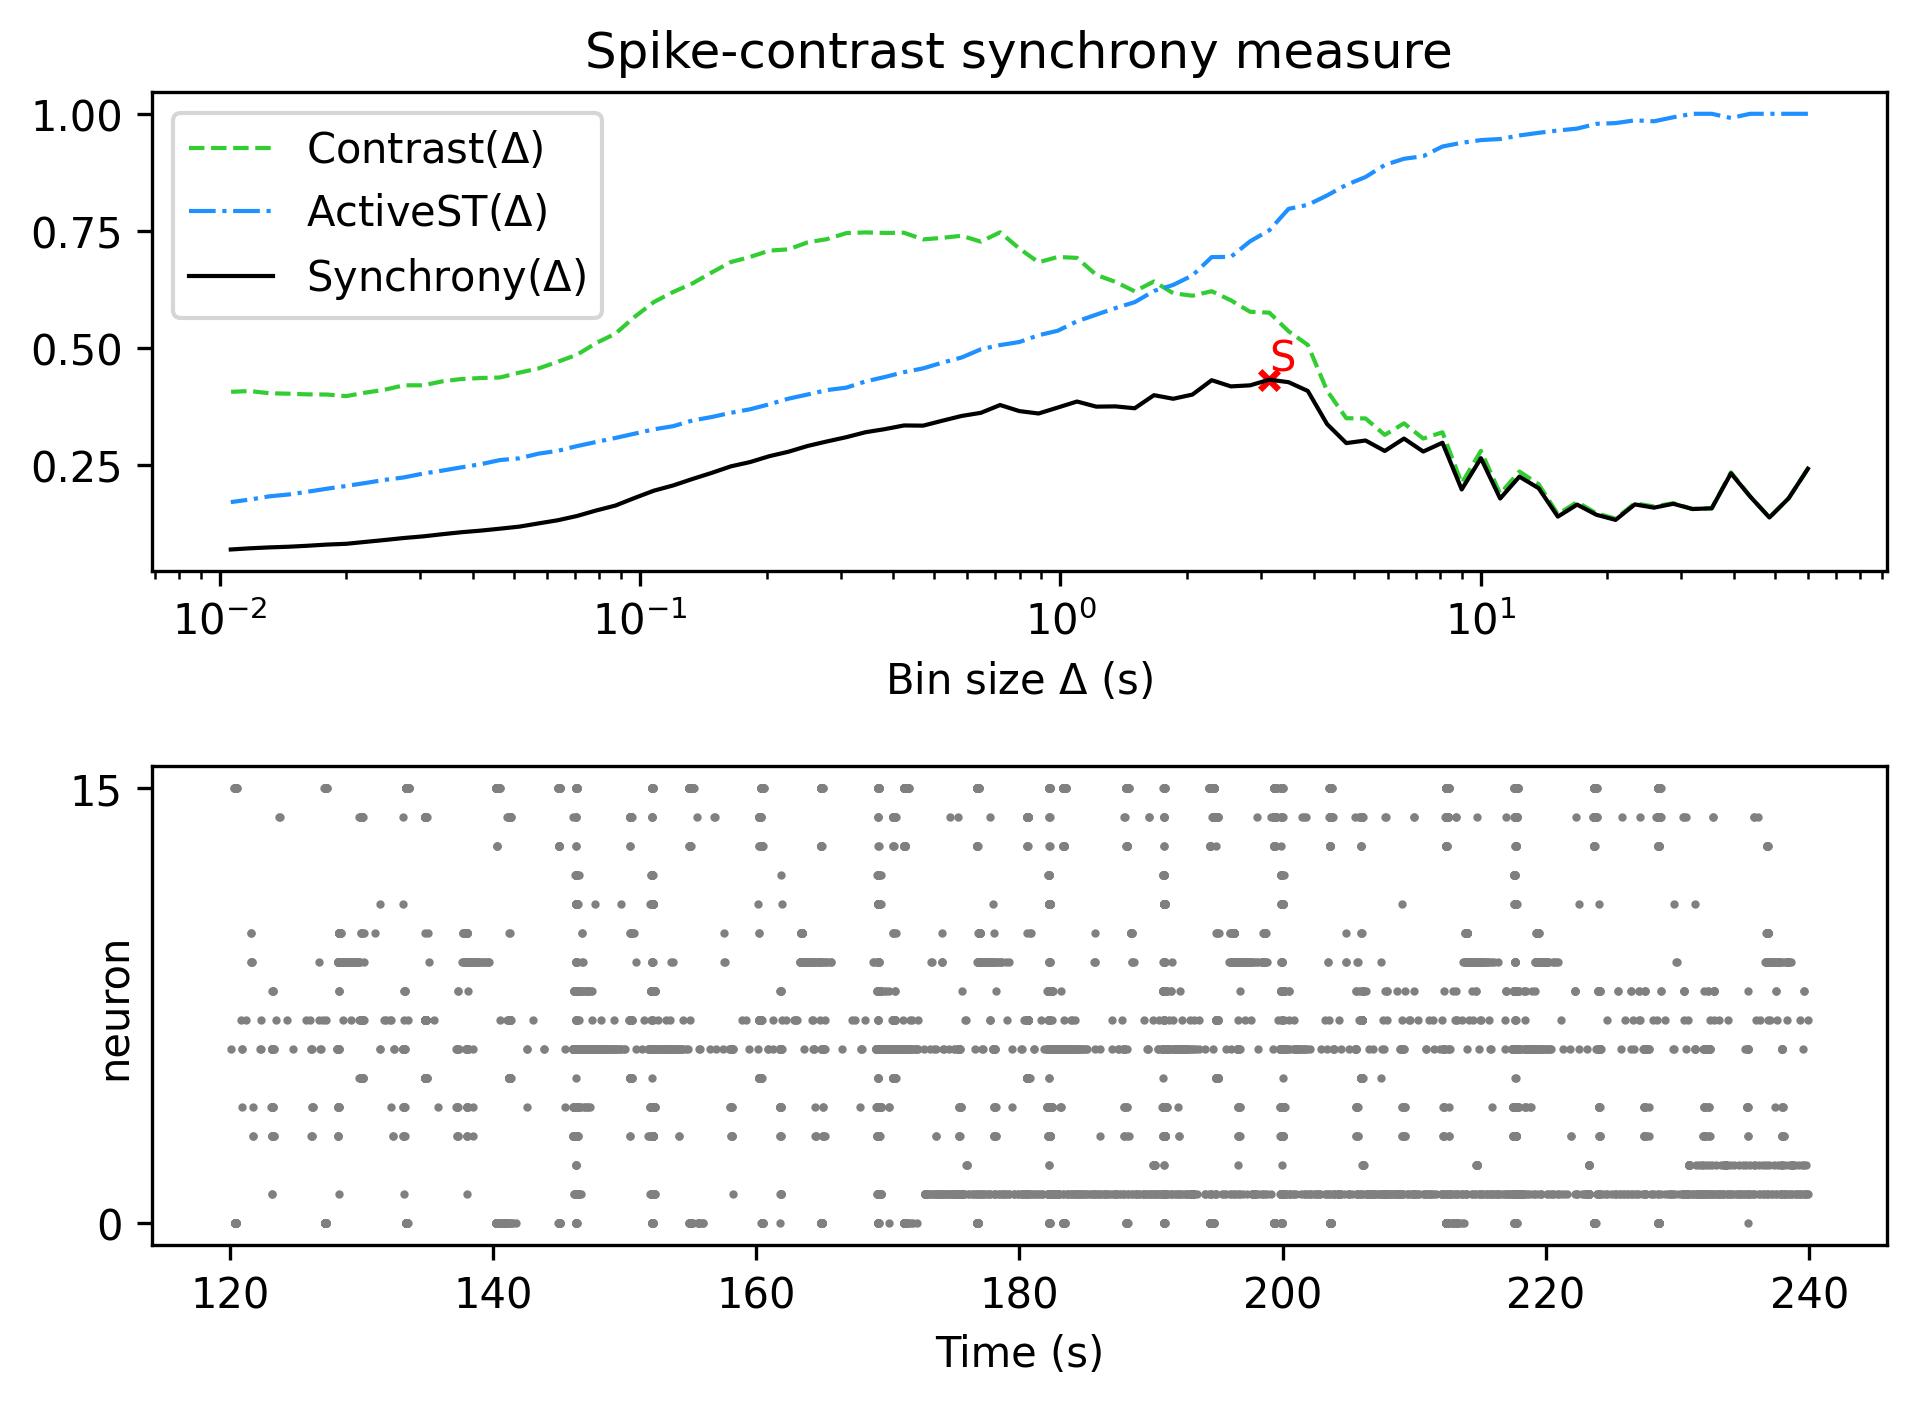 Spike-contrast synchrony measure
1.00
0.75
0.50
0.25
Contrast(Δ)
ActiveST(Δ)
Synchrony(Δ)
S
10⁻² 10⁻¹ 10⁰ 10¹
Bin size Δ (s)
15
neuron
0
120 140 160 180 200 220 240
Time (s)